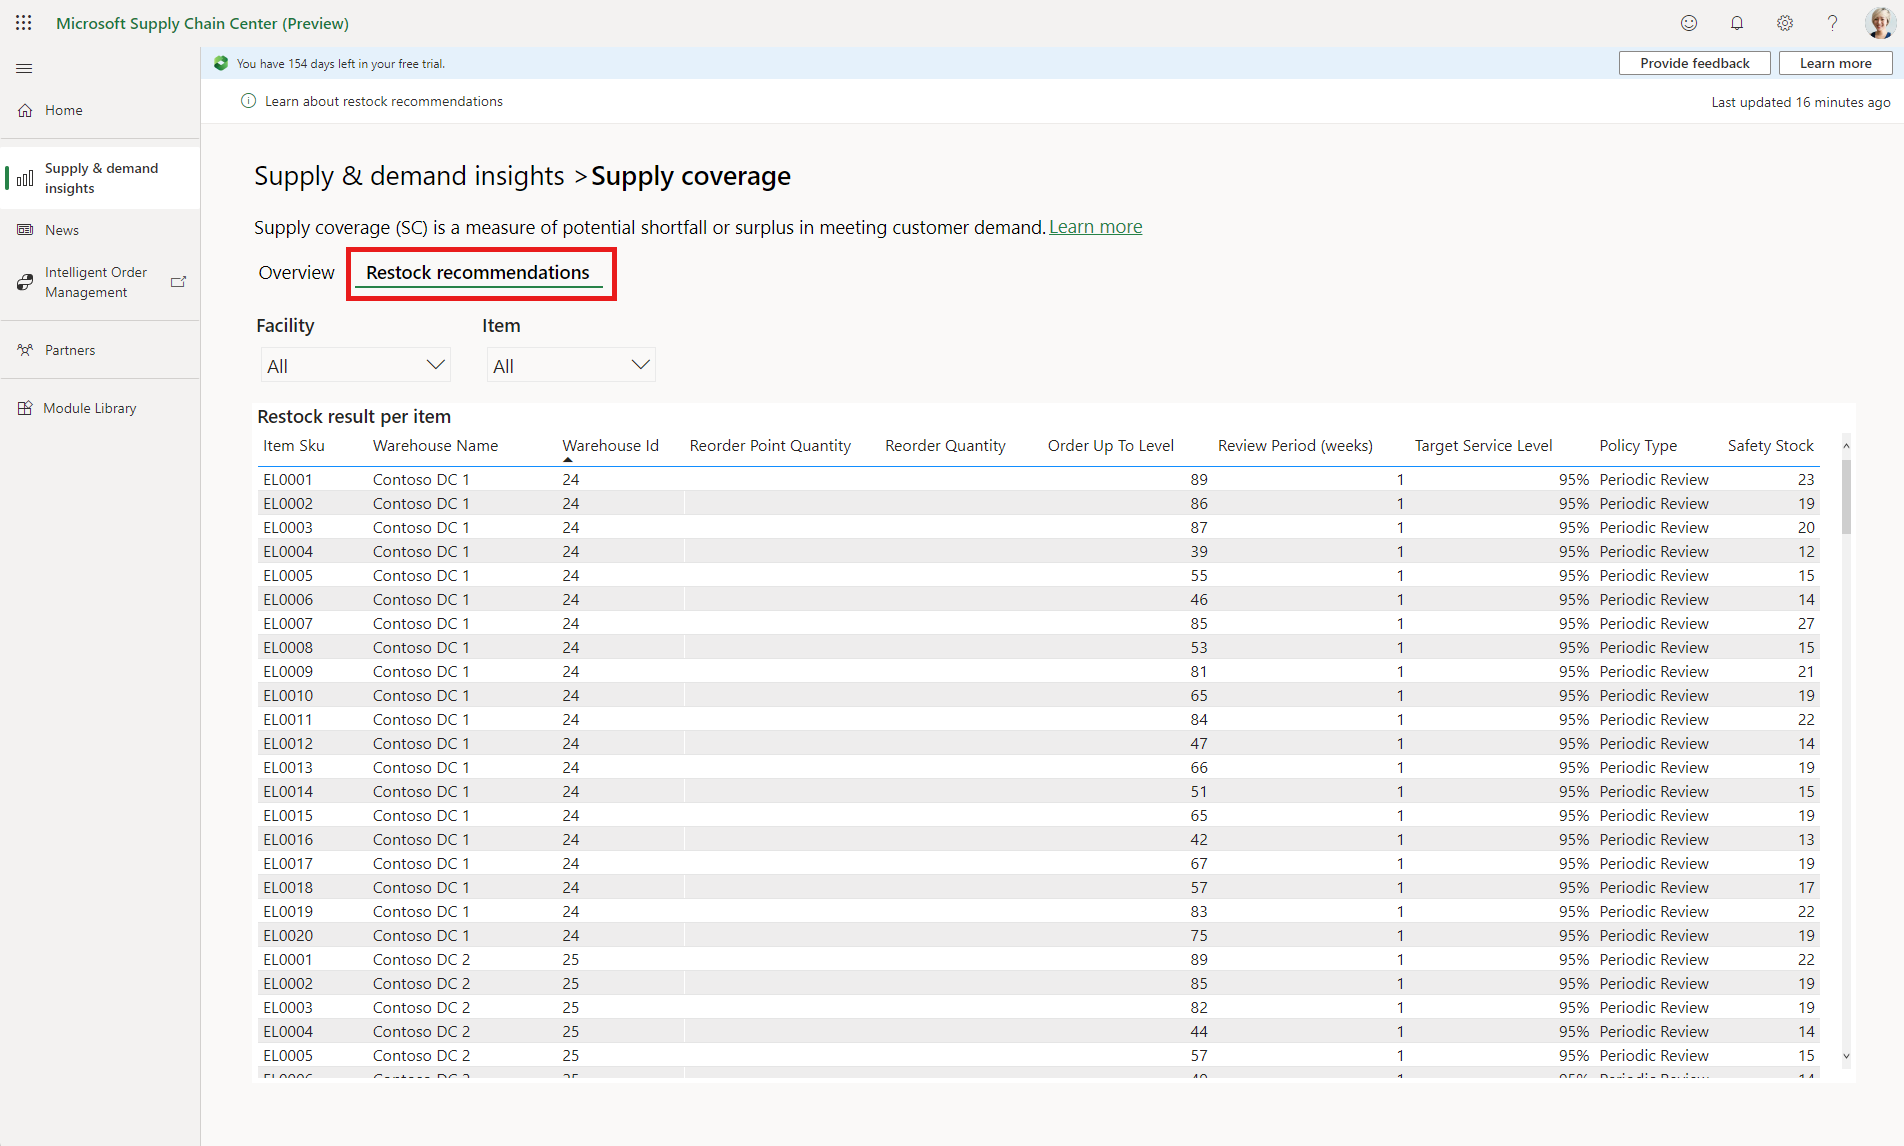 Microsoft Supply Chain Center (Preview)
You have 154 days left in your free trial.
Provide feedback
Learn more
Learn about restock recommendations
Last updated 16 minutes ago
Home
Supply & demand
insights
News
Intelligent Order
Management
Partners
Module Library
Supply & demand insights >Supply coverage
Supply coverage (SC) is a measure of potential shortfall or surplus in meeting customer demand. Learn more
Overview Restock recommendations
Facility Item
All All
Restock result per item
Item Sku Warehouse Name Warehouse Id Reorder Point Quantity Reorder Quantity Order Up To Level Review Period (weeks) Target Service Level Policy Type Safety Stock
EL0001 Contoso DC 1 24 89 1 95% Periodic Review 23
EL0002 Contoso DC 1 24 86 1 95% Periodic Review 19
EL0003 Contoso DC 1 24 87 1 95% Periodic Review 20
EL0004 Contoso DC 1 24 39 1 95% Periodic Review 12
EL0005 Contoso DC 1 24 55 1 95% Periodic Review 15
EL0006 Contoso DC 1 24 46 1 95% Periodic Review 14
EL0007 Contoso DC 1 24 85 1 95% Periodic Review 27
EL0008 Contoso DC 1 24 53 1 95% Periodic Review 15
EL0009 Contoso DC 1 24 81 1 95% Periodic Review 21
EL0010 Contoso DC 1 24 65 1 95% Periodic Review 19
EL0011 Contoso DC 1 24 84 1 95% Periodic Review 22
EL0012 Contoso DC 1 24 47 1 95% Periodic Review 14
EL0013 Contoso DC 1 24 66 1 95% Periodic Review 19
EL0014 Contoso DC 1 24 51 1 95% Periodic Review 15
EL0015 Contoso DC 1 24 65 1 95% Periodic Review 19
EL0016 Contoso DC 1 24 42 1 95% Periodic Review 13
EL0017 Contoso DC 1 24 67 1 95% Periodic Review 19
EL0018 Contoso DC 1 24 57 1 95% Periodic Review 17
EL0019 Contoso DC 1 24 83 1 95% Periodic Review 22
EL0020 Contoso DC 1 24 75 1 95% Periodic Review 19
EL0001 Contoso DC 2 25 89 1 95% Periodic Review 22
EL0002 Contoso DC 2 25 85 1 95% Periodic Review 19
EL0003 Contoso DC 2 25 82 1 95% Periodic Review 19
EL0004 Contoso DC 2 25 44 1 95% Periodic Review 14
EL0005 Contoso DC 2 25 57 1 95% Periodic Review 15